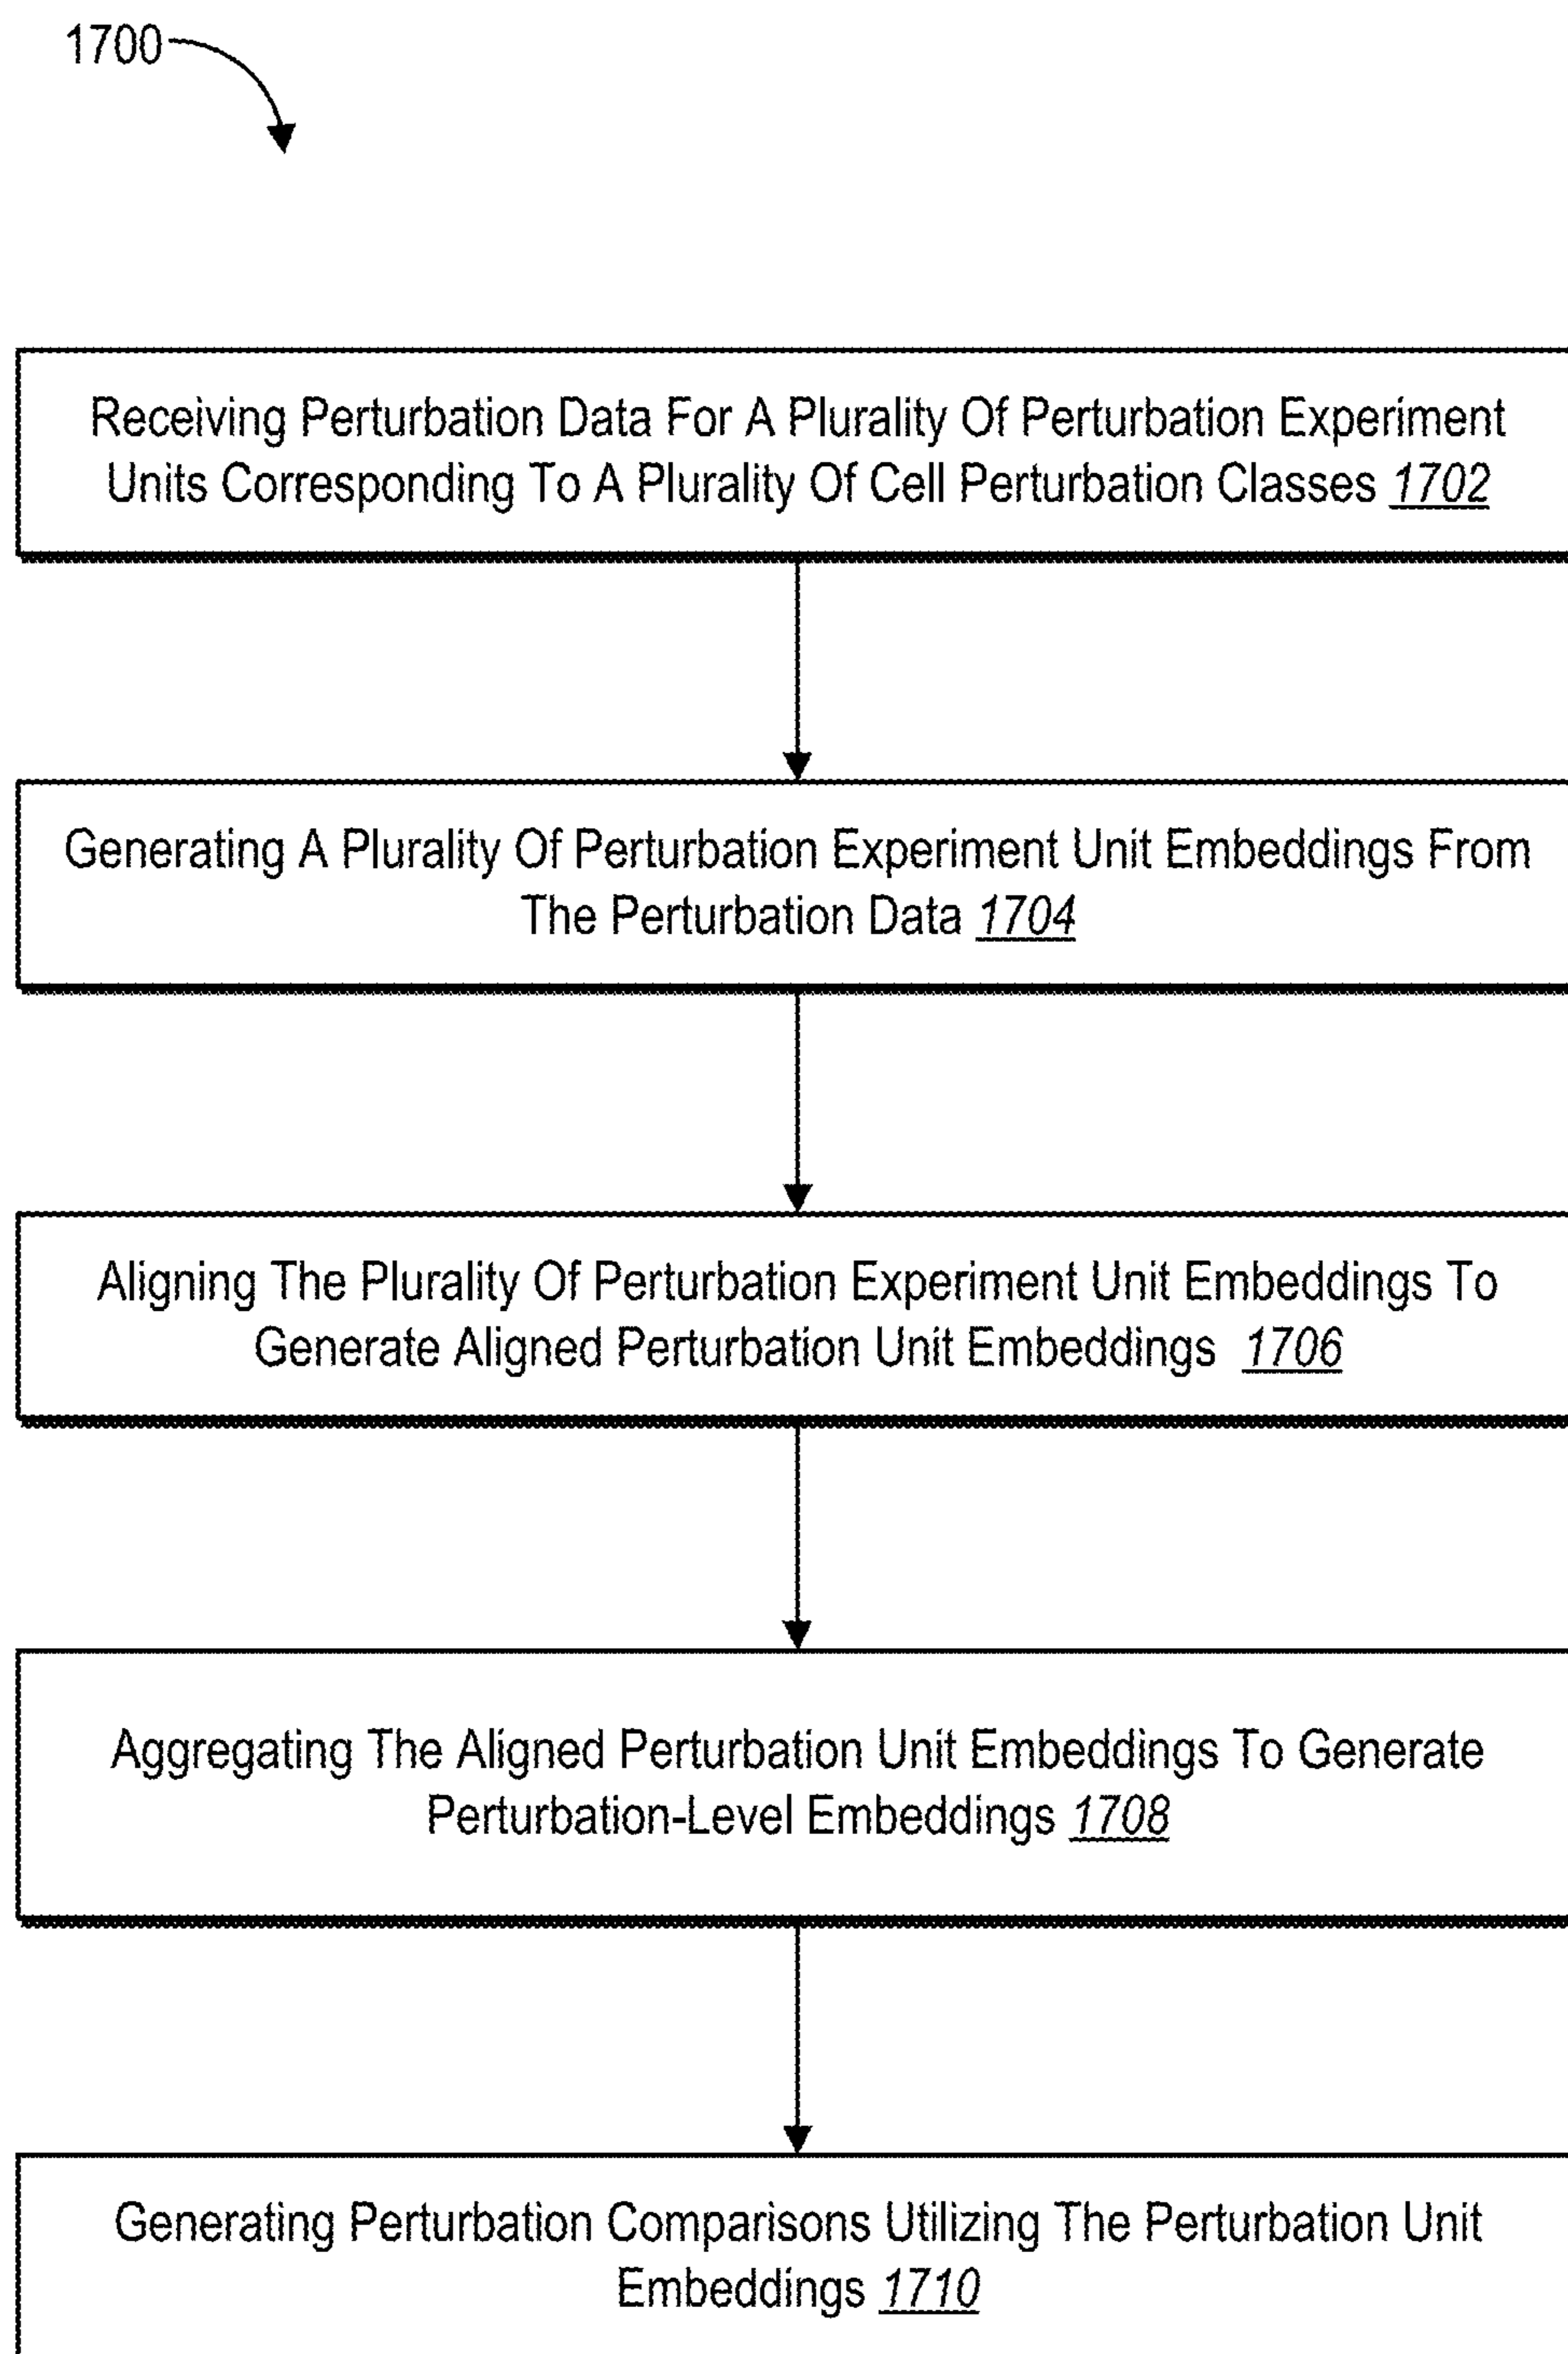 1700
Receiving Perturbation Data For A Plurality Of Perturbation Experiment
Units Corresponding To A Plurality Of Cell Perturbation Classes 1702
Generating A Plurality Of Perturbation Experiment Unit Embeddings From
The Perturbation Data 1704
Aligning The Plurality Of Perturbation Experiment Unit Embeddings To
Generate Aligned Perturbation Unit Embeddings 1706
Aggregating The Aligned Perturbation Unit Embeddings To Generate
Perturbation-Level Embeddings 1708
Generating Perturbation Comparisons Utilizing The Perturbation Unit
Embeddings 1710